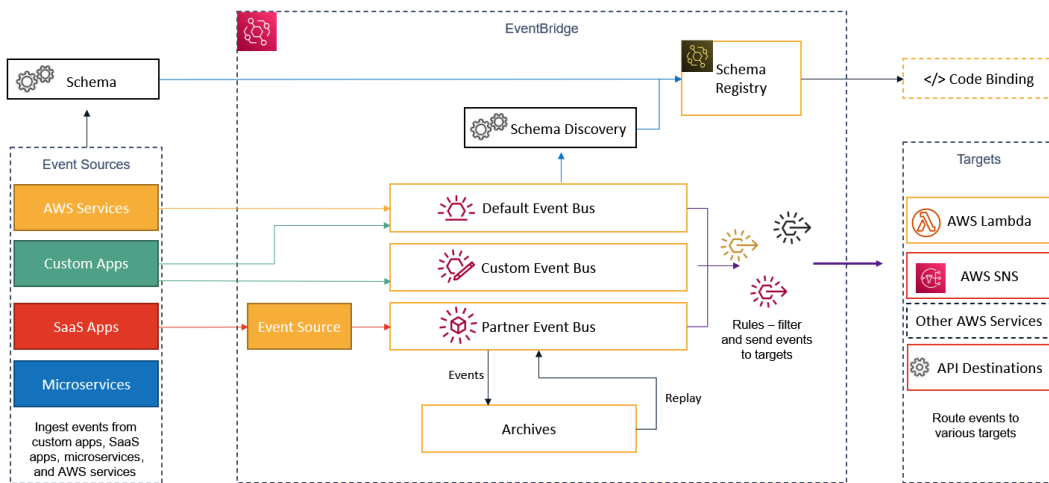 EventBridge
Schema
Schema
Registry
</> Code Binding
Schema Discovery
Event Sources
AWS Services
Custom Apps
SaaS Apps
Microservices
Ingest events from
custom apps, SaaS
apps, microservices,
and AWS services
Event Source
Default Event Bus
Custom Event Bus
Partner Event Bus
Events
Replay
Archives
Rules – filter
and send events
to targets
Targets
AWS Lambda
AWS SNS
Other AWS Services
API Destinations
Route events to
various targets